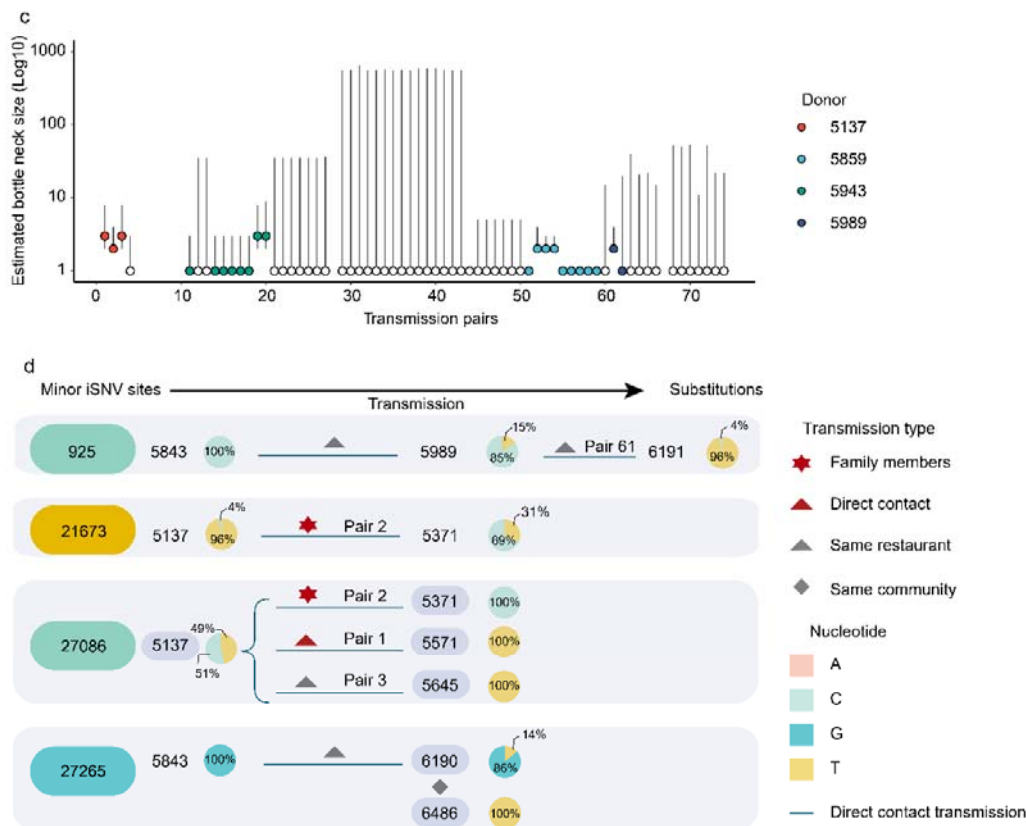 c
Estimated bottle neck size (Log10)
1000
100
10
1
0 10 20 30 40 50 60 70
Transmission pairs
Donor
5137
5859
5943
5989
d
Minor iSNV sites
Transmission
Substitutions
925 5843 100% 5989 15% 85% Pair 61 6191 4% 96%
21673 5137 4% 96% Pair 2 5371 31% 69%
27086 5137 49% 51%
Pair 2 5371 100%
Pair 1 5571 100%
Pair 3 5645 100%
27265 5843 100% 6190 14% 86%
6486 100%
Transmission type
Family members
Direct contact
Same restaurant
Same community
Nucleotide
A
C
G
T
Direct contact transmission